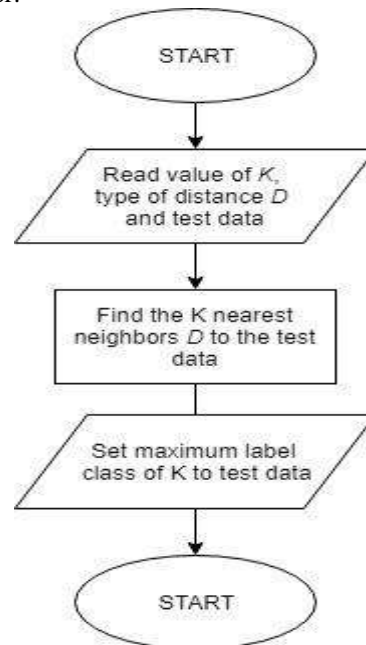 er.
START
Read value of K,
type of distance D
and test data
Find the K nearest
neighbors D to the test
data
Set maximum label
class of K to test data
START